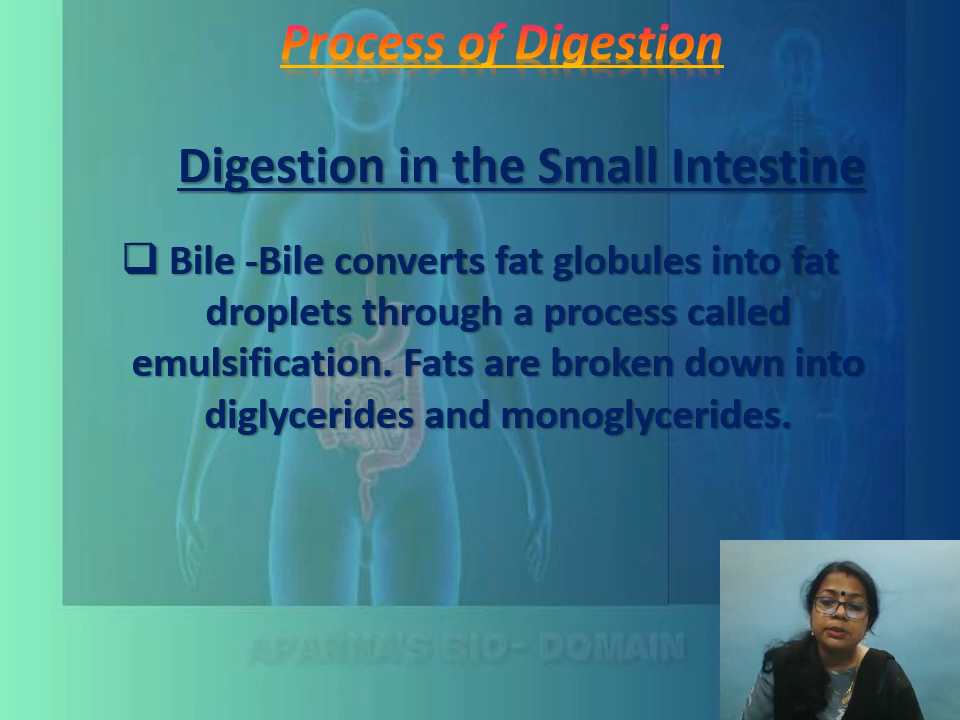 Process of Digestion
Digestion in the Small Intestine
❑ Bile -Bile converts fat globules into fat
droplets through a process called
emulsification. Fats are broken down into
diglycerides and monoglycerides.
APARNA'S BIO- DOMAIN